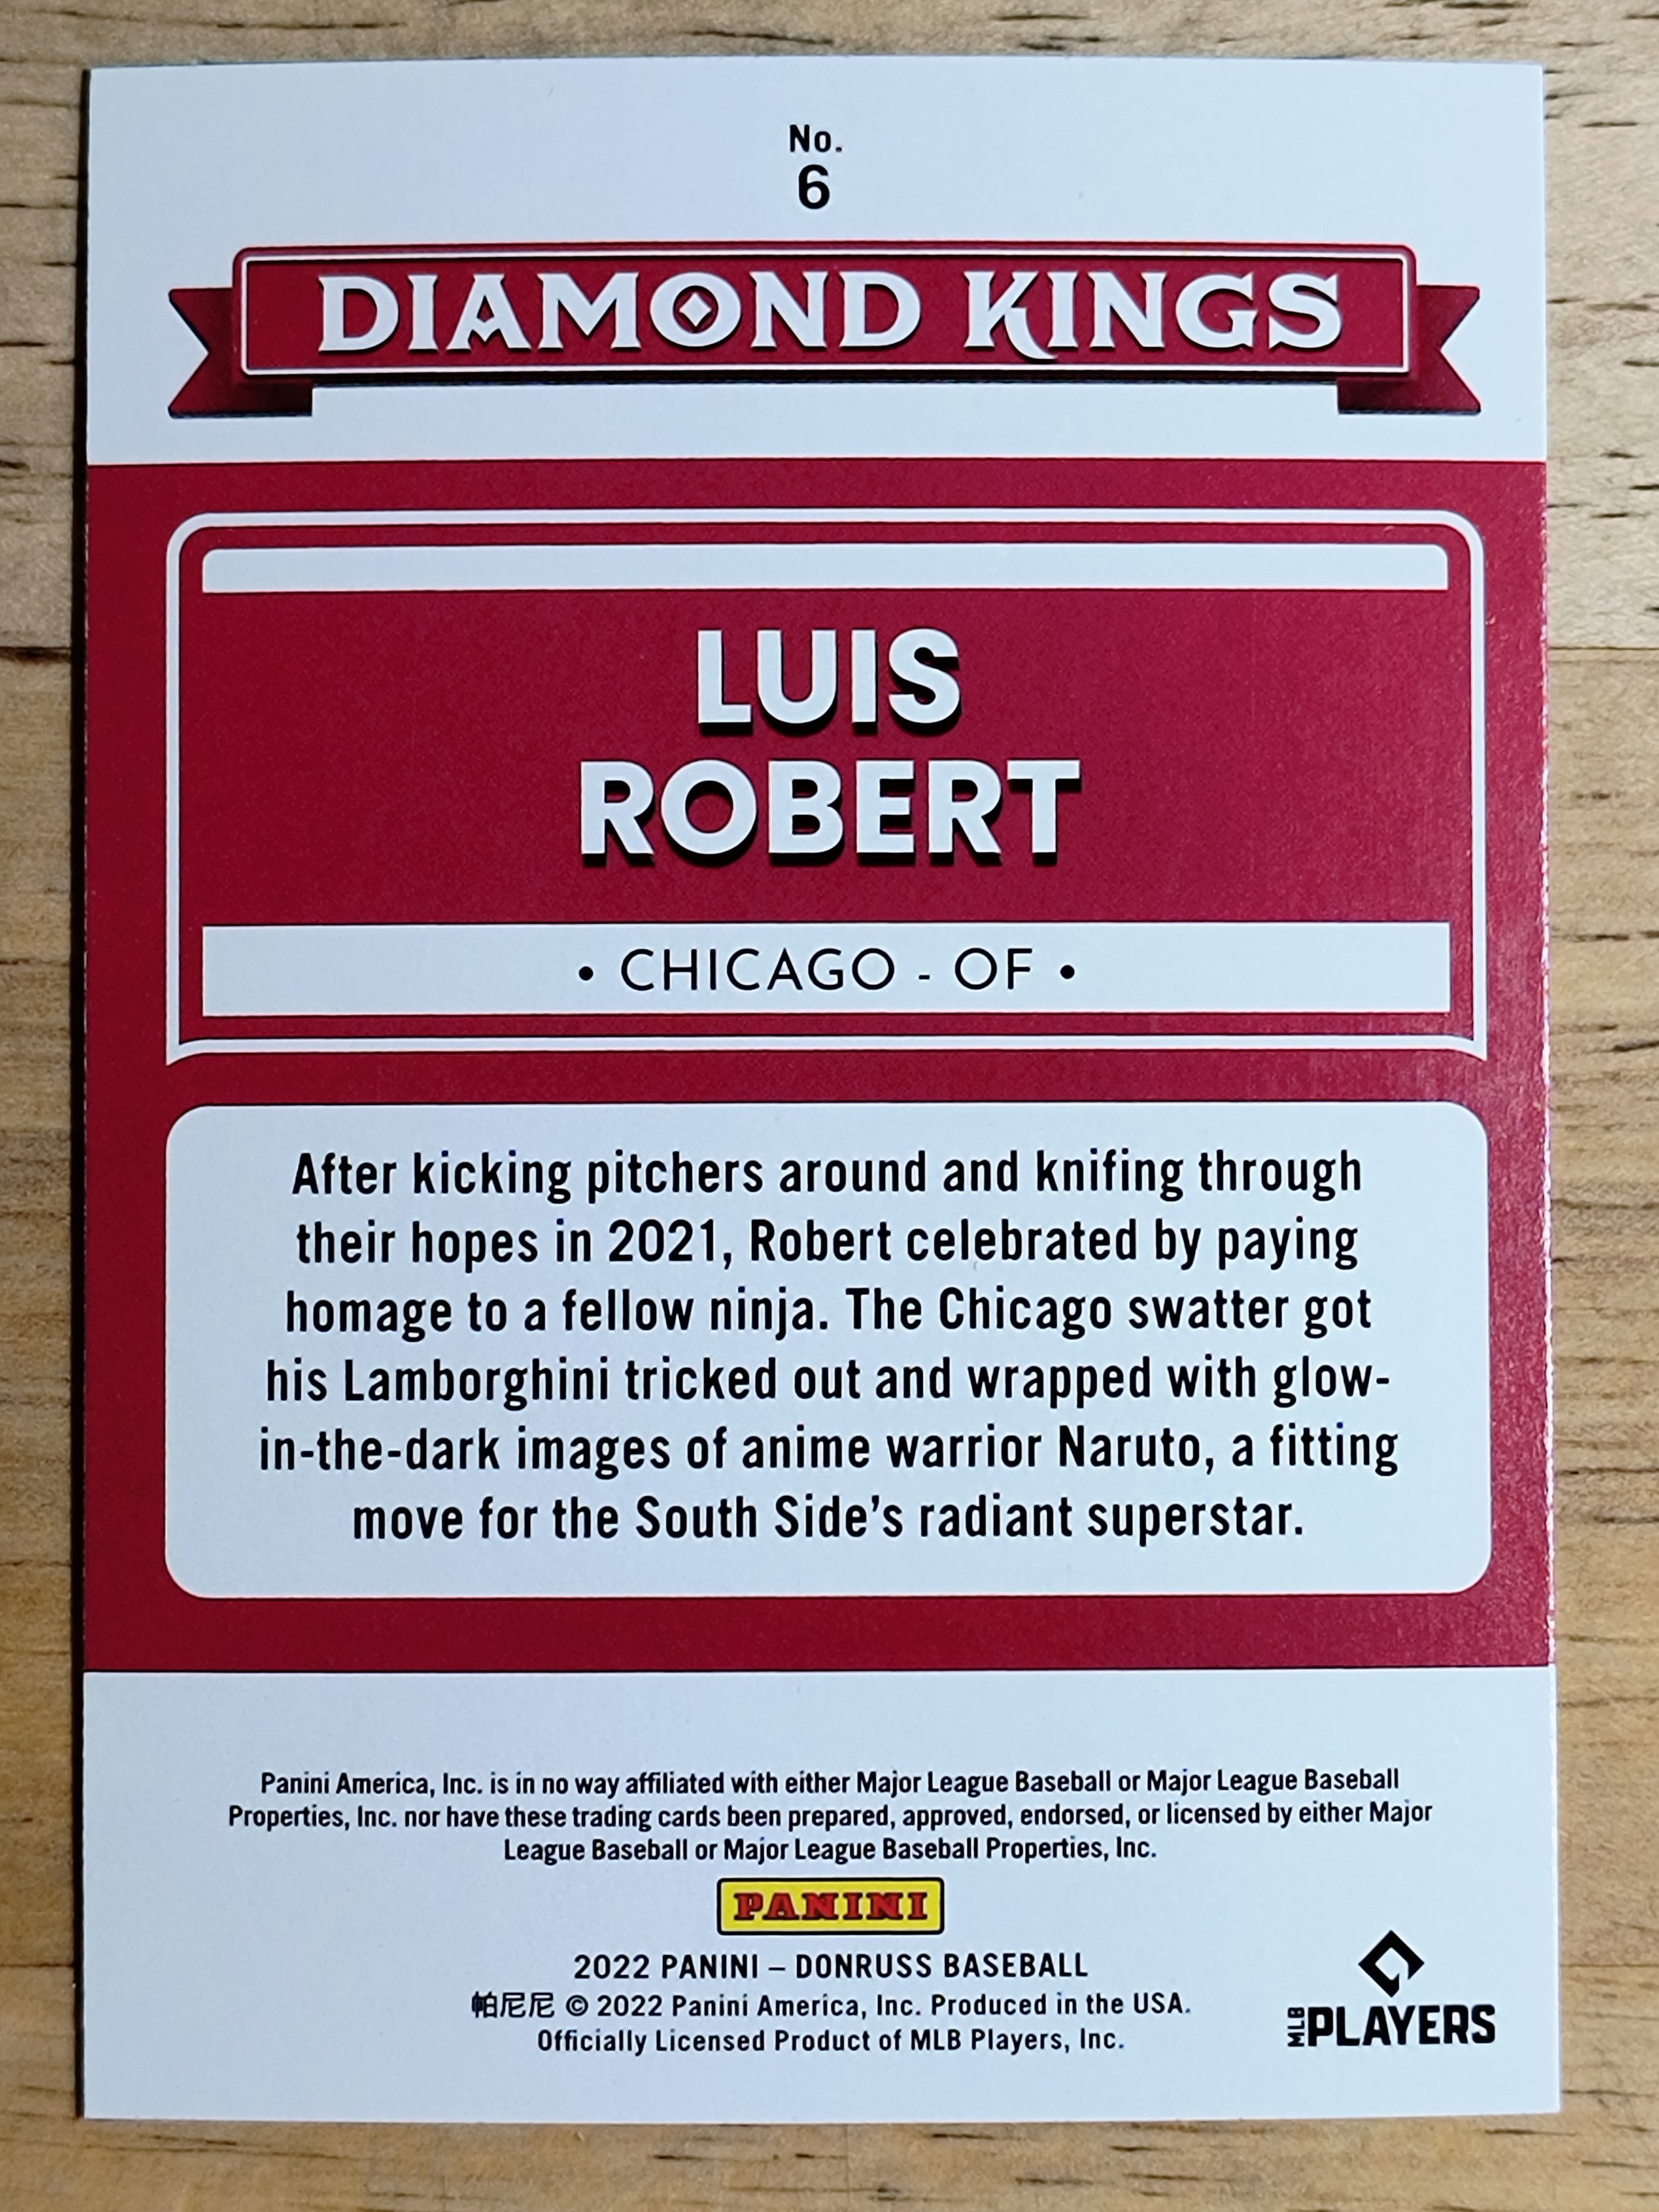 No.
6
DIAMOND KINGS
LUIS
ROBERT
• CHICAGO - OF •
After kicking pitchers around and knifing through
their hopes in 2021, Robert celebrated by paying
homage to a fellow ninja. The Chicago swatter got
his Lamborghini tricked out and wrapped with glow-
in-the-dark images of anime warrior Naruto, a fitting
move for the South Side's radiant superstar.
Panini America, Inc. is in no way affiliated with either Major League Baseball or Major League Baseball
Properties, Inc. nor have these trading cards been prepared, approved, endorsed, or licensed by either Major
League Baseball or Major League Baseball Properties, Inc.
PANINI
2022 PANINI – DONRUSS BASEBALL
帕尼尼 © 2022 Panini America, Inc. Produced in the USA.
Officially Licensed Product of MLB Players, Inc.
MLB PLAYERS